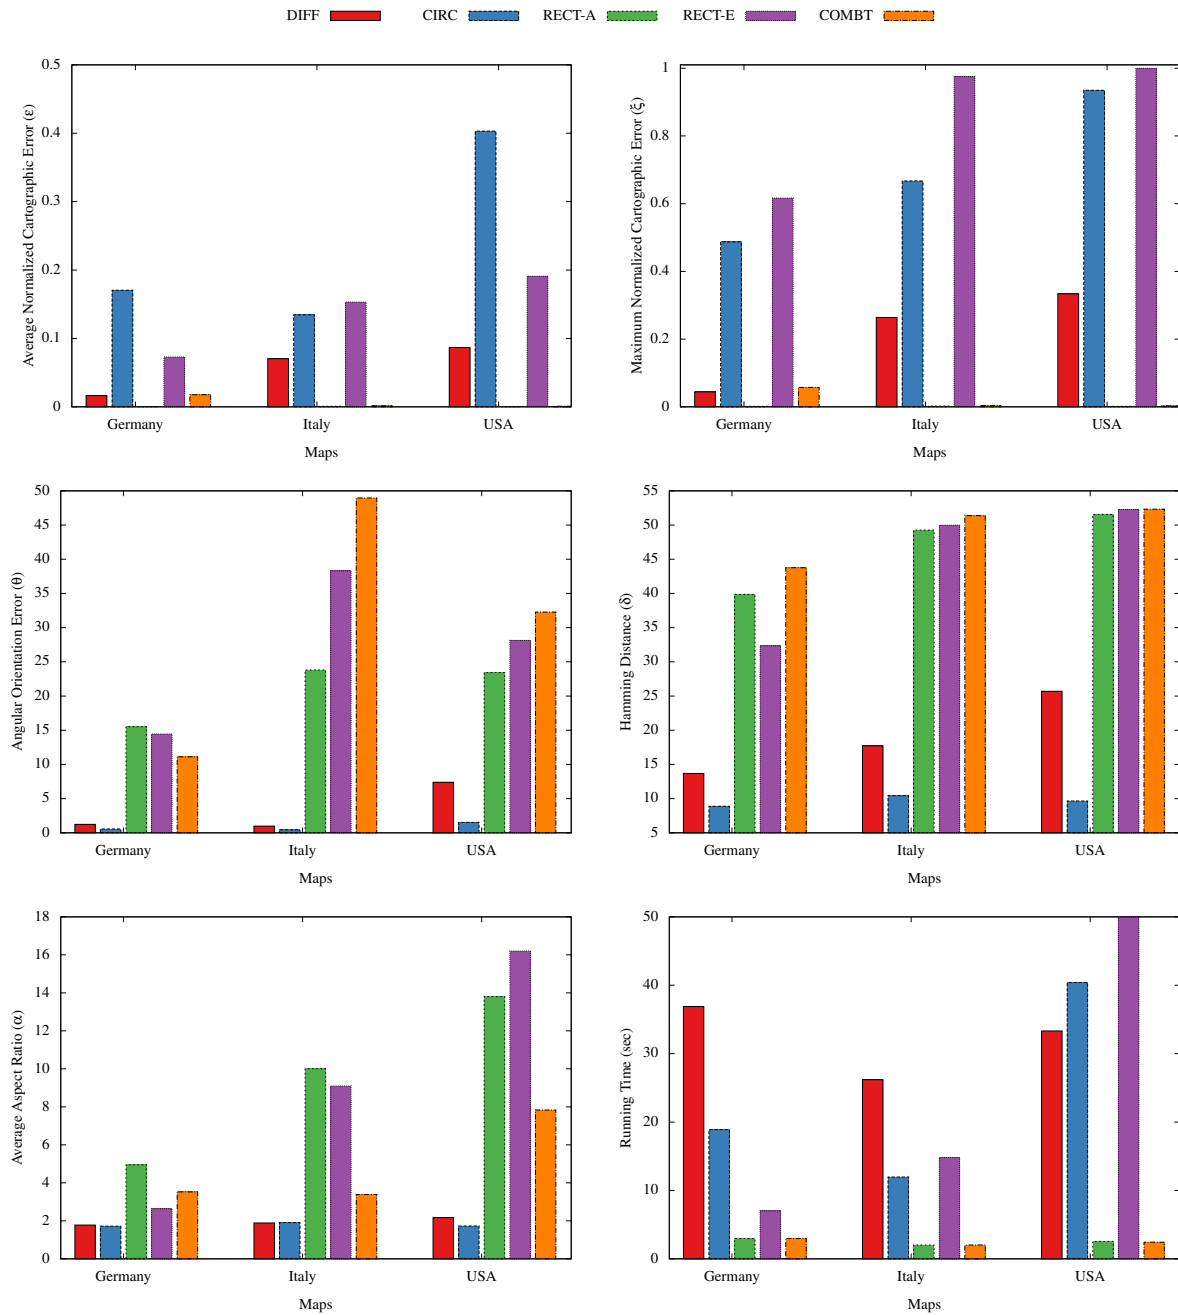 DIFF CIRC RECT-A RECT-E COMBT
Average Normalized Cartographic Error (ε)
0.5
0.4
0.3
0.2
0.1
0
Germany Italy USA
Maps
Maximum Normalized Cartographic Error (ξ)
1
0.8
0.6
0.4
0.2
0
Germany Italy USA
Maps
Angular Orientation Error (θ)
50
45
40
35
30
25
20
15
10
5
0
Germany Italy USA
Maps
Hamming Distance (δ)
55
50
45
40
35
30
25
20
15
10
5
Germany Italy USA
Maps
Average Aspect Ratio (α)
18
16
14
12
10
8
6
4
2
0
Germany Italy USA
Maps
Running Time (sec)
50
40
30
20
10
0
Germany Italy USA
Maps